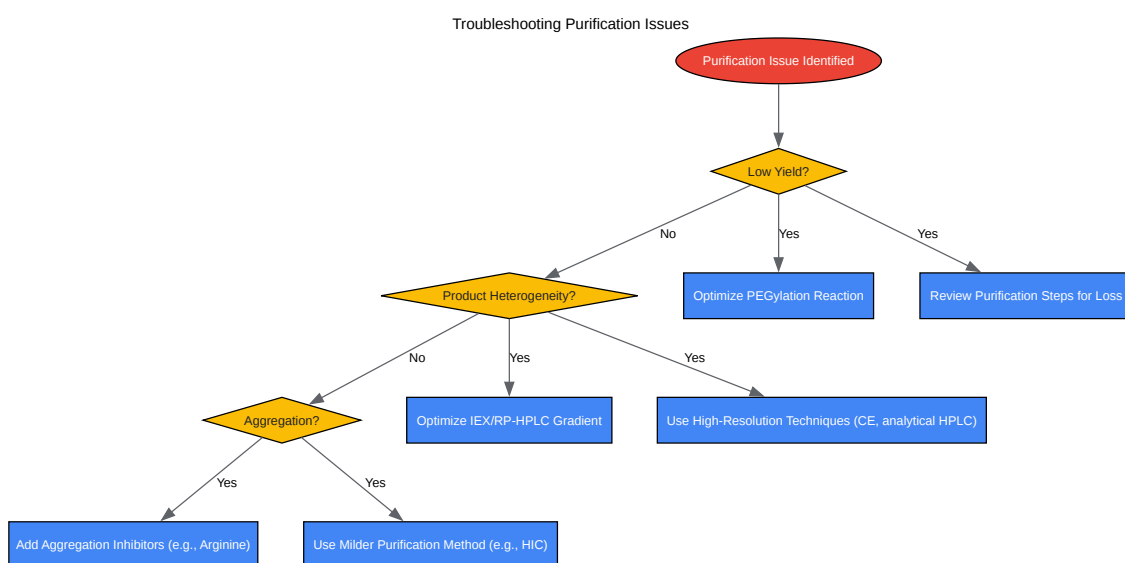 Troubleshooting Purification Issues
Purification Issue Identified
Low Yield?
No
Yes
Yes
Product Heterogeneity?
Optimize PEGylation Reaction
Review Purification Steps for Loss
No
Yes
Yes
Aggregation?
Optimize IEX/RP-HPLC Gradient
Use High-Resolution Techniques (CE, analytical HPLC)
Yes
Yes
Add Aggregation Inhibitors (e.g., Arginine)
Use Milder Purification Method (e.g., HIC)